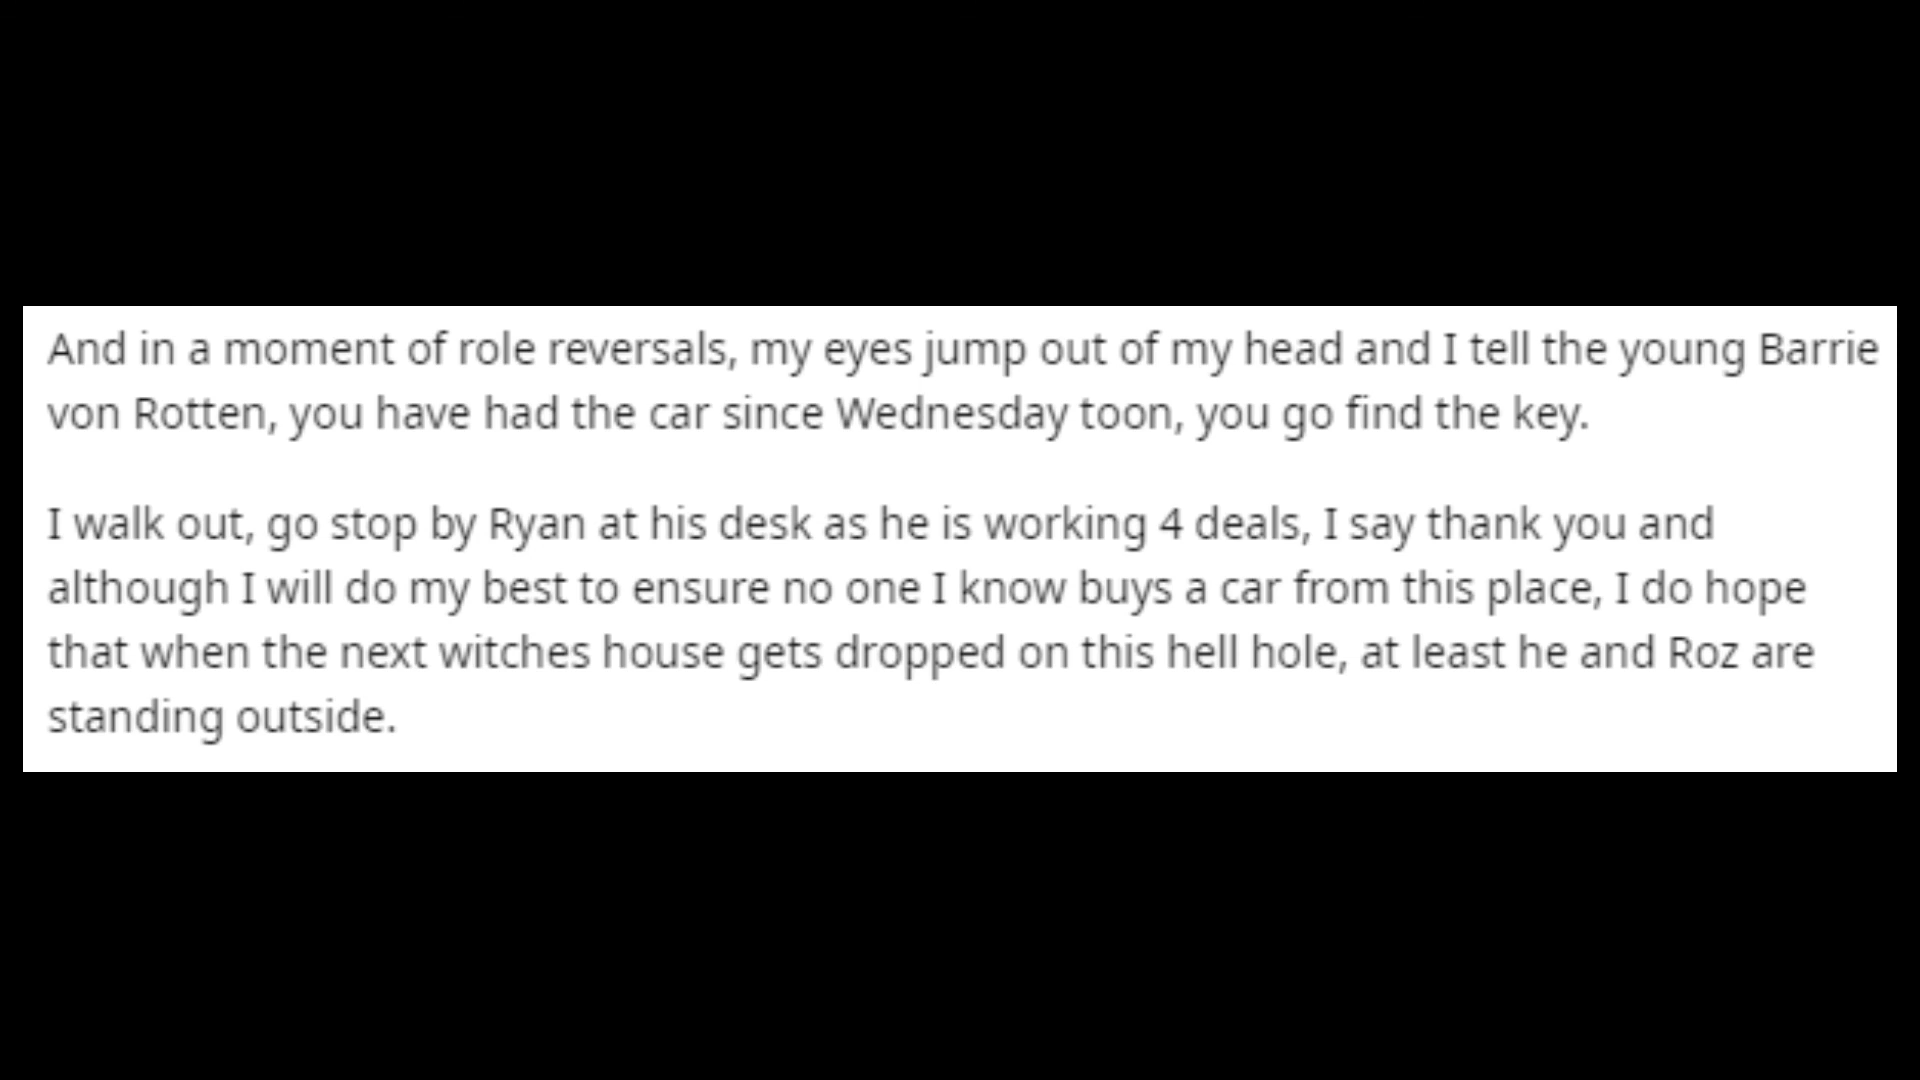 And in a moment of role reversals, my eyes jump out of my head and I tell the young Barrie
von Rotten, you have had the car since Wednesday toon, you go find the key.
I walk out, go stop by Ryan at his desk as he is working 4 deals, I say thank you and
although I will do my best to ensure no one I know buys a car from this place, I do hope
that when the next witches house gets dropped on this hell hole, at least he and Roz are
standing outside.